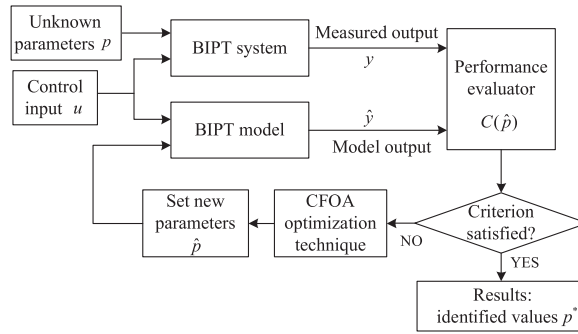 Unknown
parameters p
BIPT system
Measured output
y
Performance
evaluator
C(p̂)
Control
input u
BIPT model
ŷ
Model output
Set new
parameters
p̂
CFOA
optimization
technique
NO
Criterion
satisfied?
YES
Results:
identified values p*